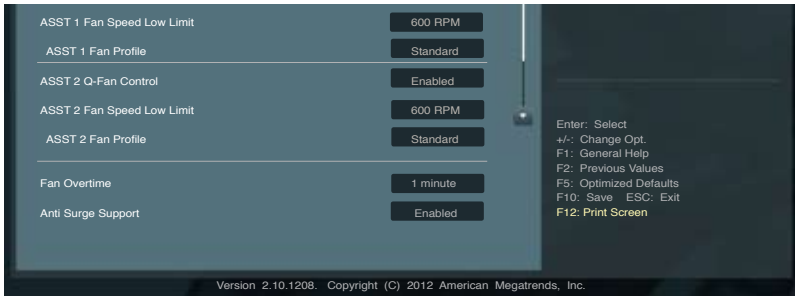 ASST 1 Fan Speed Low Limit 600 RPM
ASST 1 Fan Profile Standard
ASST 2 Q-Fan Control Enabled
ASST 2 Fan Speed Low Limit 600 RPM
ASST 2 Fan Profile Standard
Fan Overtime 1 minute
Anti Surge Support Enabled
Enter: Select
+/-: Change Opt.
F1: General Help
F2: Previous Values
F5: Optimized Defaults
F10: Save ESC: Exit
F12: Print Screen
Version 2.10.1208. Copyright (C) 2012 American Megatrends, Inc.